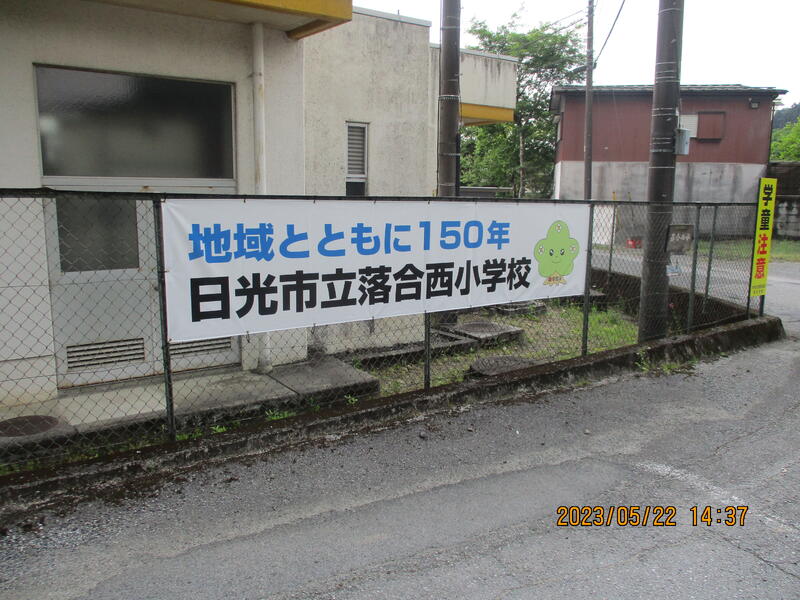 地域とともに150年
日光市立落合西小学校
学童注意
2023/05/22 14:37